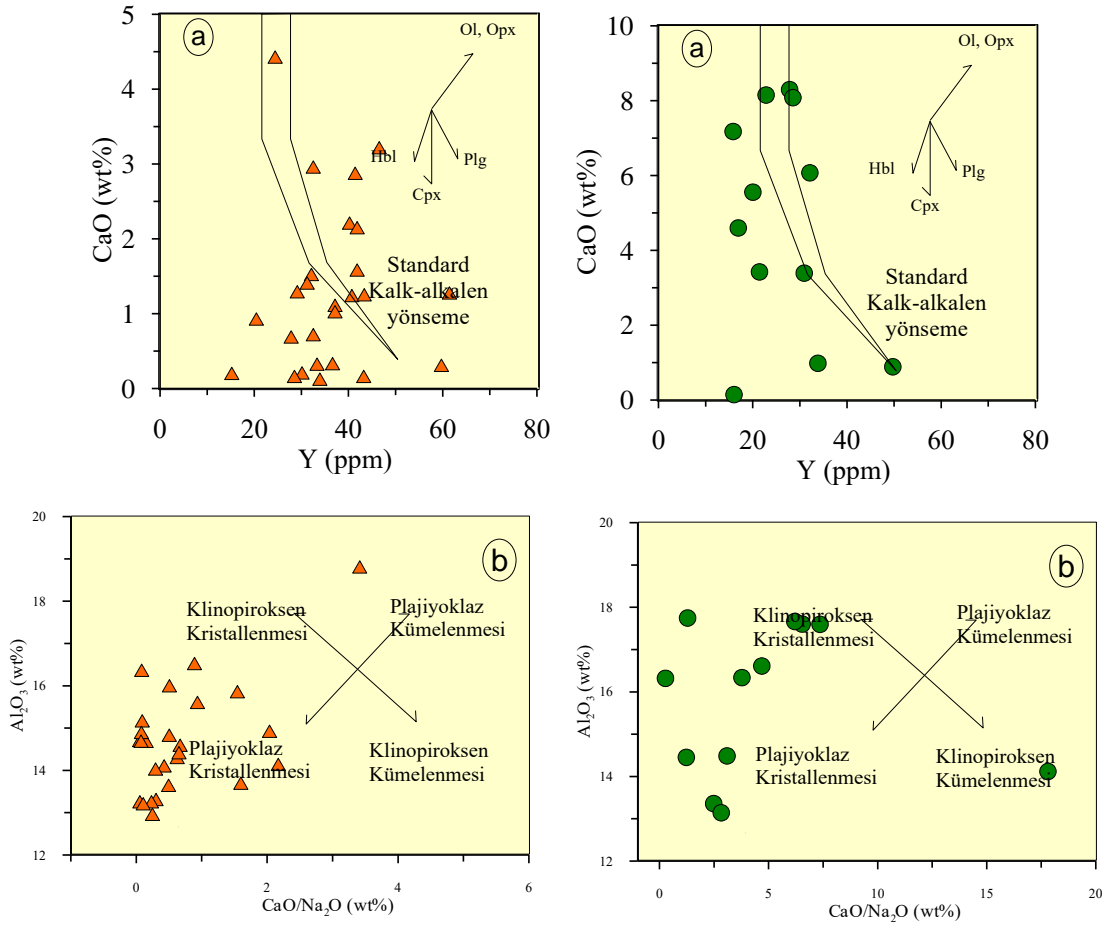 a
5
4
3
2
1
0
CaO (wt%)
Ol, Opx
Hbl
Plg
Cpx
Standard
Kalk-alkalen
yönseme
0
20
40
60
80
Y (ppm)
a
10
8
6
4
2
0
CaO (wt%)
Ol, Opx
Hbl
Plg
Cpx
Standard
Kalk-alkalen
yönseme
0
20
40
60
80
Y (ppm)
b
20
18
16
14
12
Al₂O₃ (wt%)
Klinopiroksen
Kristallenmesi
Plajiyoklaz
Kümelenmesi
Plajiyoklaz
Kristallenmesi
Klinopiroksen
Kümelenmesi
0
2
4
6
CaO/Na₂O (wt%)
b
20
18
16
14
12
Al₂O₃ (wt%)
Klinopiroksen
Kristallenmesi
Plajiyoklaz
Kümelenmesi
Plajiyoklaz
Kristallenmesi
Klinopiroksen
Kümelenmesi
0
5
10
15
20
CaO/Na₂O (wt%)